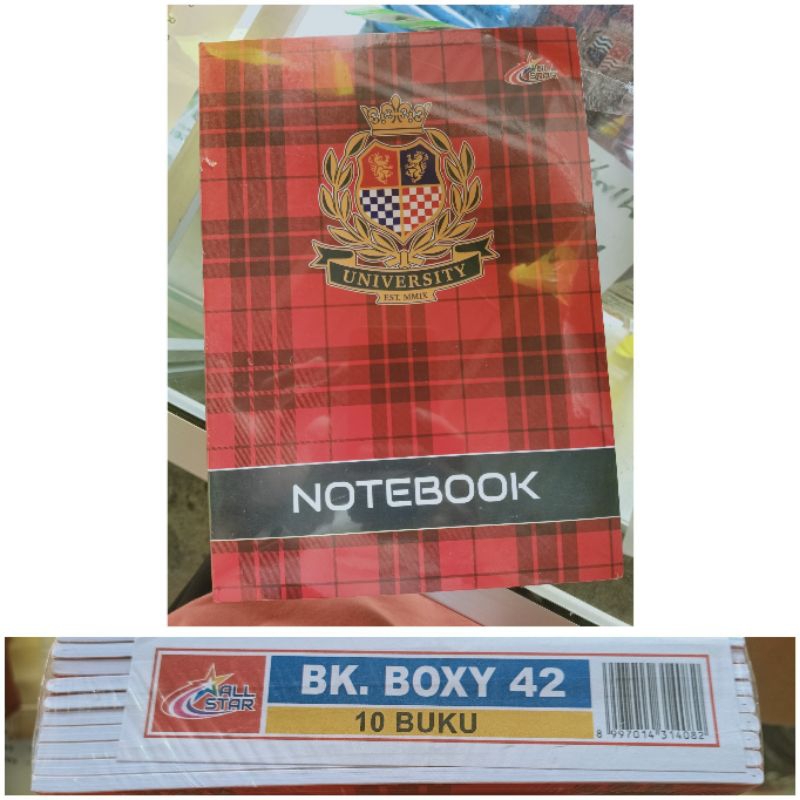 ALL
STAR
UNIVERSITY
EST. MMIX
NOTEBOOK
ALL
STAR
BK. BOXY 42
10 BUKU
8 997014 314082